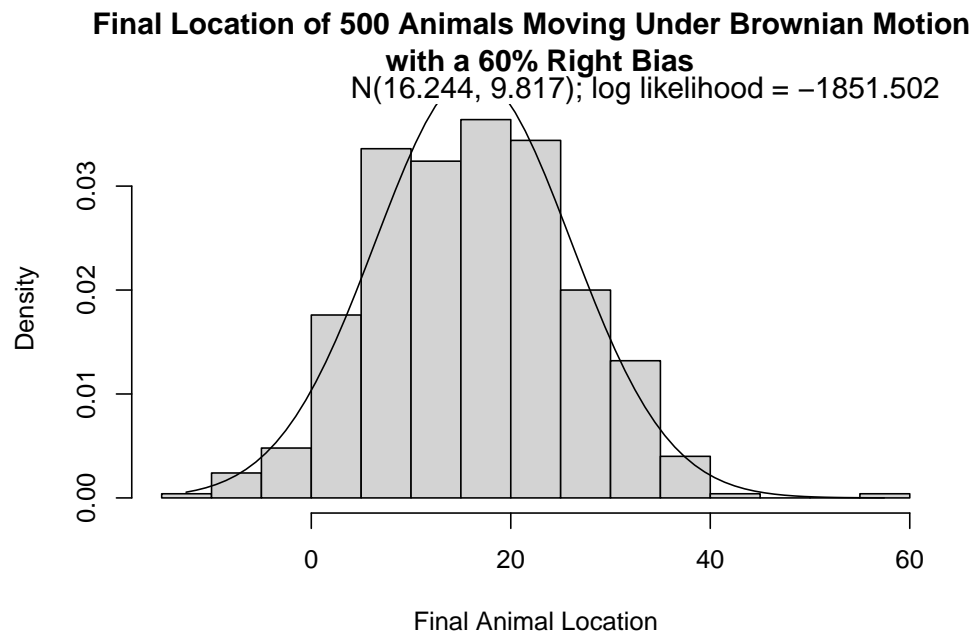 Final Location of 500 Animals Moving Under Brownian Motion
with a 60% Right Bias
N(16.244, 9.817); log likelihood = −1851.502
Density
0.03
0.02
0.01
0.00
0 20 40 60
Final Animal Location